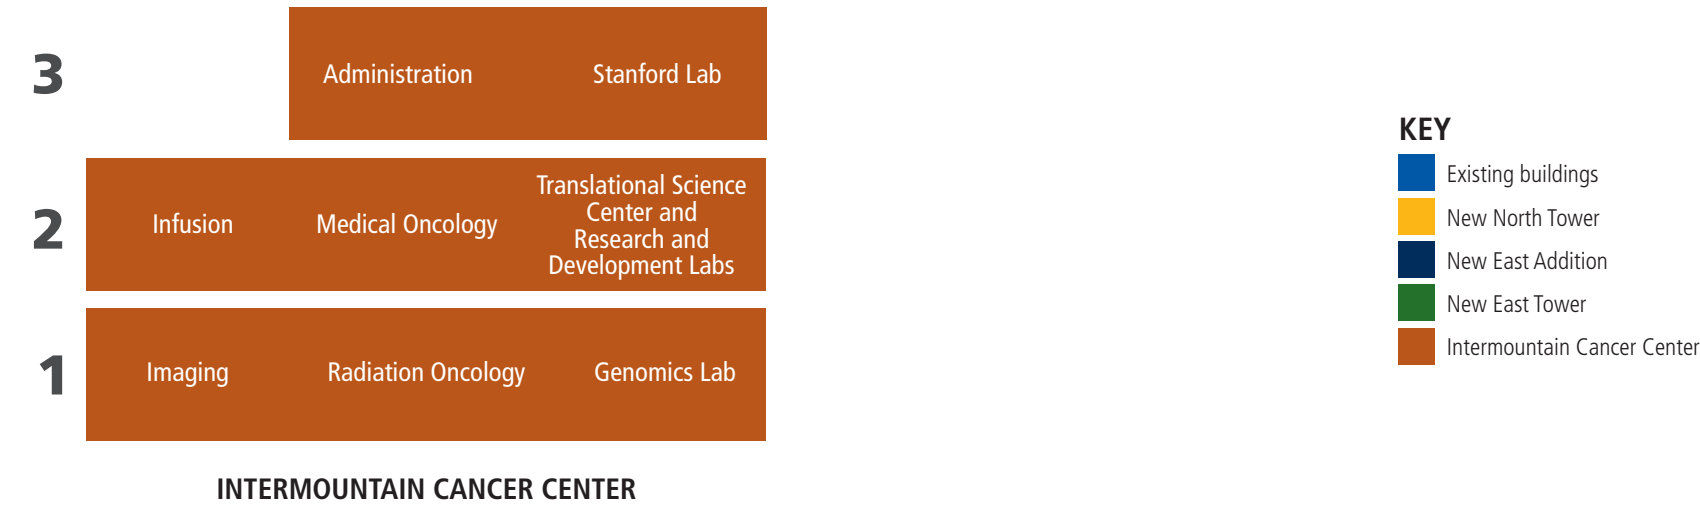 3
Administration
Stanford Lab
2
Infusion
Medical Oncology
Translational Science
Center and
Research and
Development Labs
1
Imaging
Radiation Oncology
Genomics Lab
INTERMOUNTAIN CANCER CENTER
KEY
Existing buildings
New North Tower
New East Addition
New East Tower
Intermountain Cancer Center